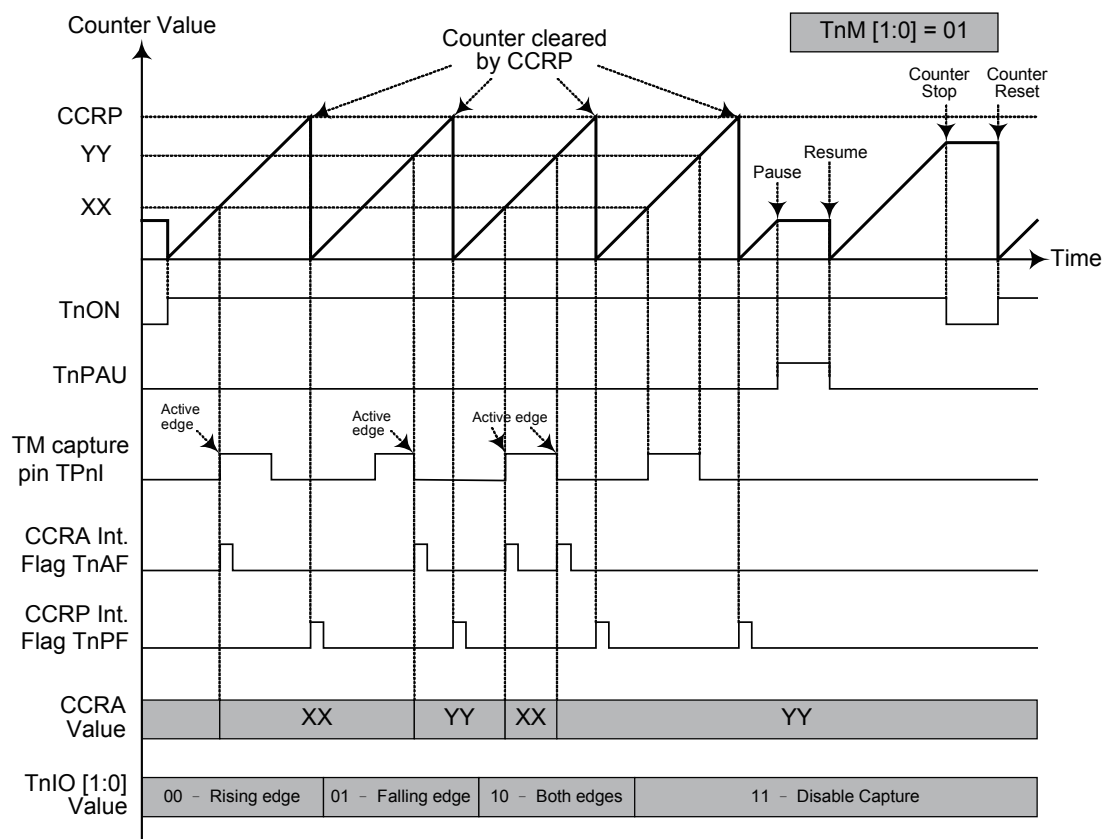 Counter Value
TnM [1:0] = 01
Counter cleared
by CCRP
Counter
Stop
Counter
Reset
CCRP
YY
XX
Pause
Resume
Time
TnON
TnPAU
TM capture
pin TPnI
Active
edge
Active
edge
Active edge
CCRA Int.
Flag TnAF
CCRP Int.
Flag TnPF
CCRA
Value
XX
YY
XX
YY
TnIO [1:0]
Value
00 – Rising edge
01 – Falling edge
10 – Both edges
11 – Disable Capture